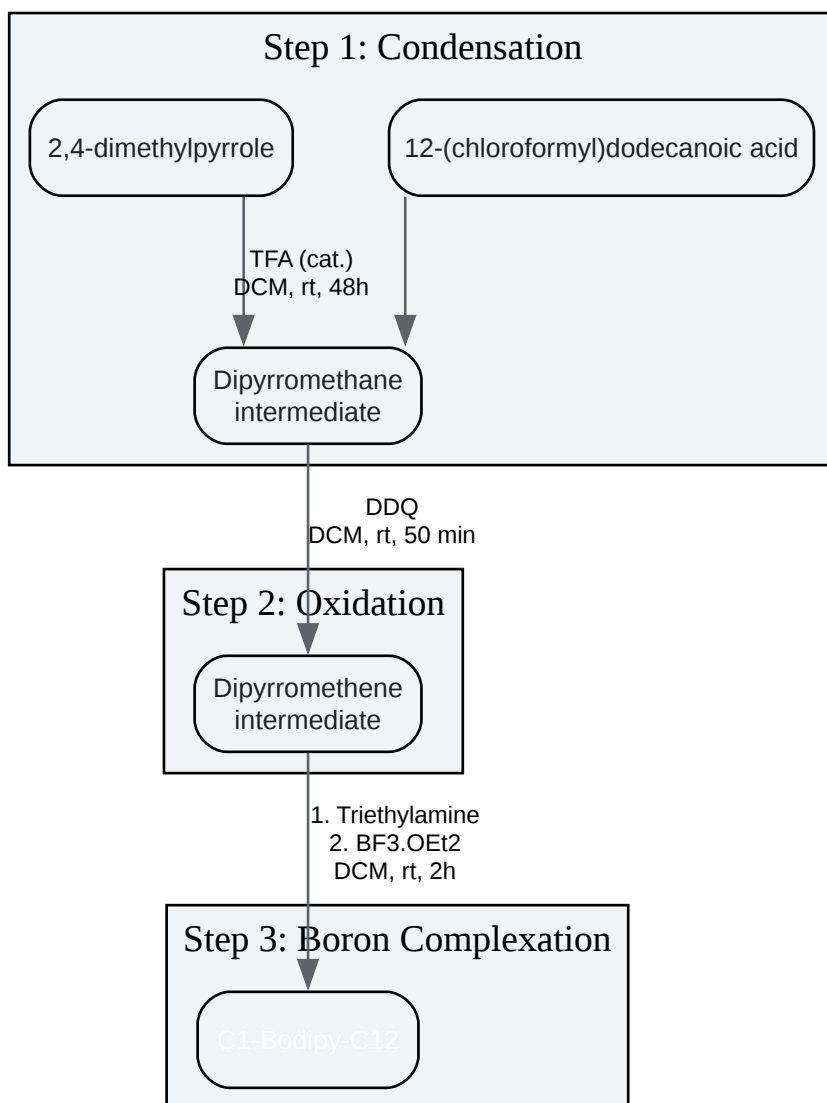 Step 1: Condensation
2,4-dimethylpyrrole
12-(chloroformyl)dodecanoic acid
TFA (cat.)
DCM, rt, 48h
Dipyrromethane
intermediate
DDQ
DCM, rt, 50 min
Step 2: Oxidation
Dipyrromethene
intermediate
1. Triethylamine
2. BF3.OEt2
DCM, rt, 2h
Step 3: Boron Complexation
C1-Bodipy-C12